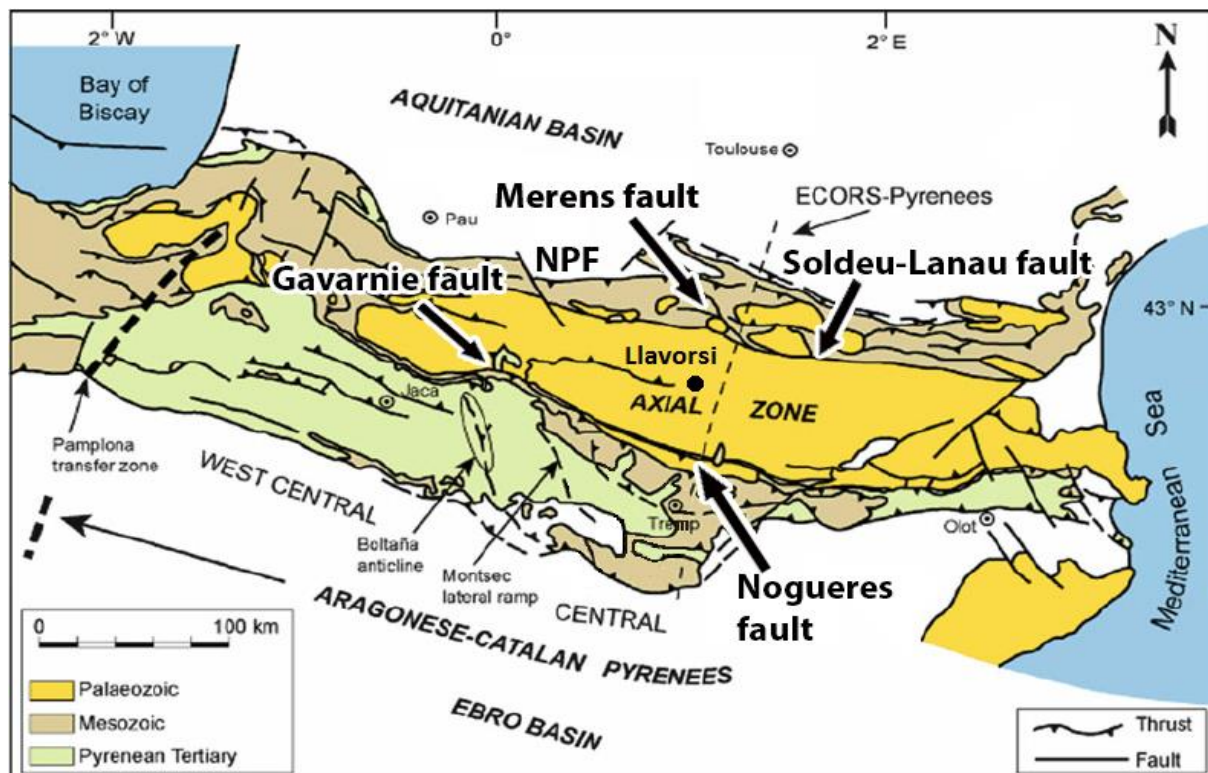 2° W
0°
2° E
N
Bay of
Biscay
AQUITANIAN BASIN
Toulouse
Merens fault
ECORS-Pyrenees
Pau
NPF
Soldeu-Lanau fault
Gavarnie fault
43° N
Llavorsi
Jaca
AXIAL ZONE
Sea
Mediterranean
Pamplona
transfer zone
WEST CENTRAL
Tremp
Olot
Boltaña
anticline
Montsec
lateral ramp
CENTRAL
Nogueres
fault
ARAGONESE-CATALAN PYRENEES
EBRO BASIN
0 100 km
Palaeozoic
Mesozoic
Pyrenean Tertiary
Thrust
Fault